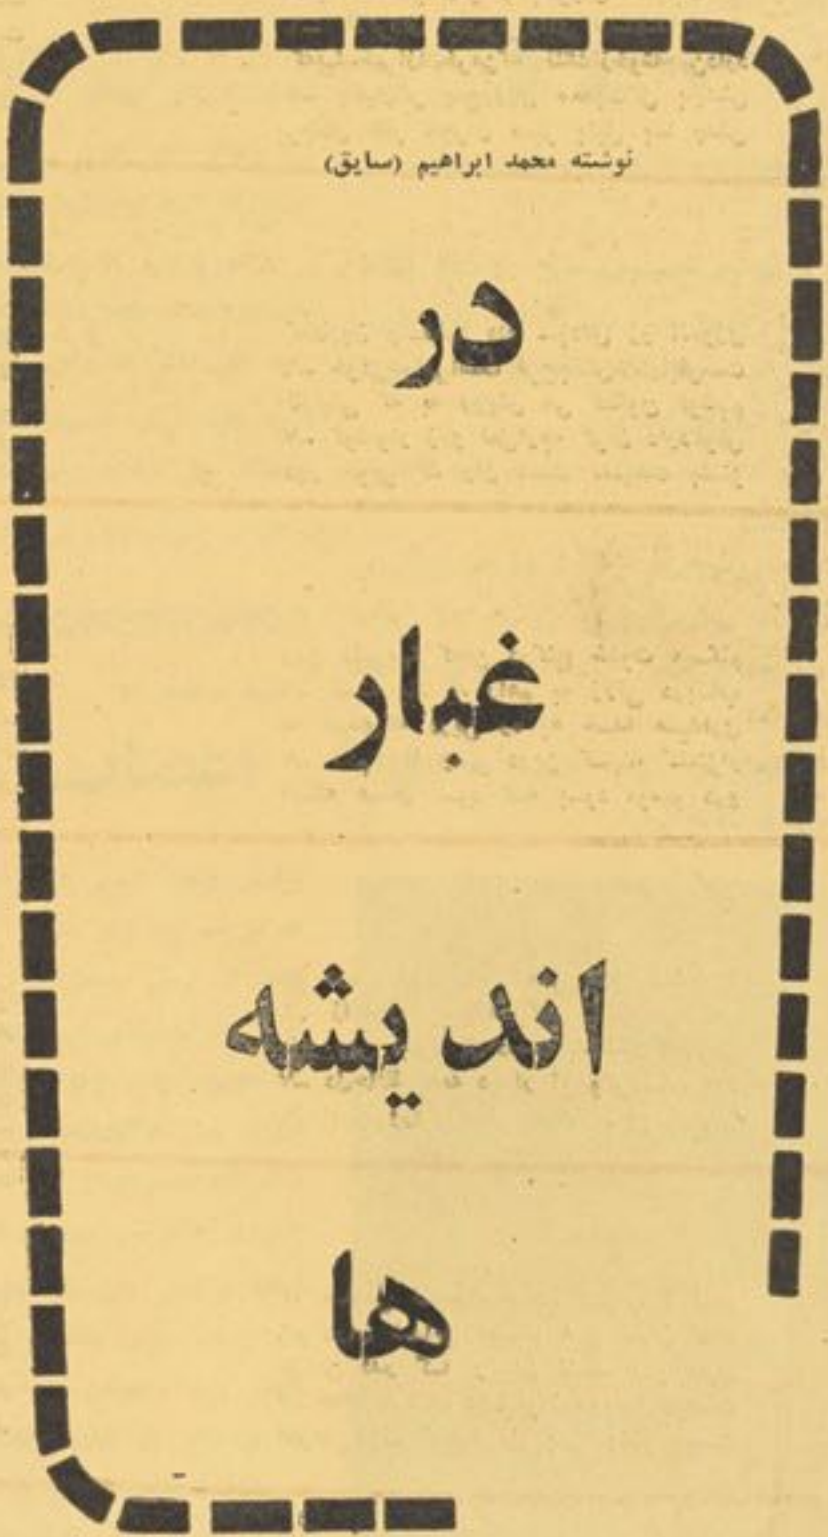 نوشته محمد ابراهیم (سایق)
در
غبار
اندیشه
ها